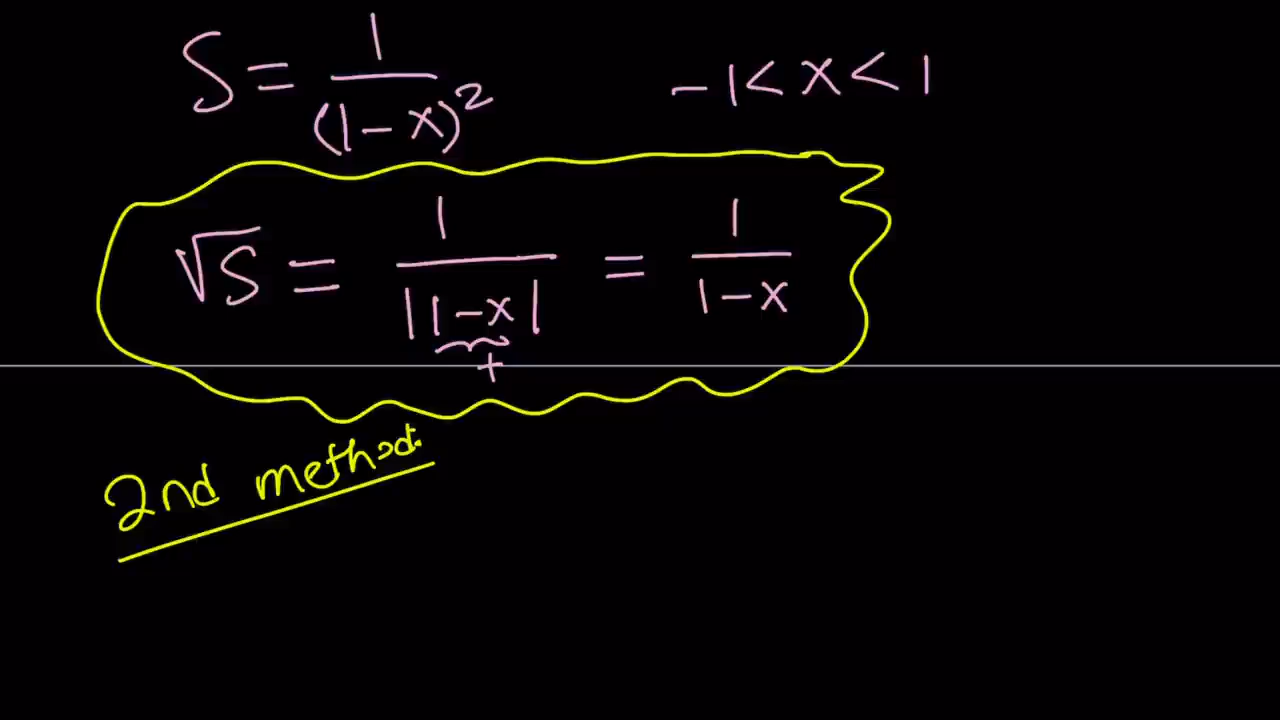 S = 1/(1-x)² -1 < x < 1
√S = 1/|1-x| = 1/1-x
+
2nd method.